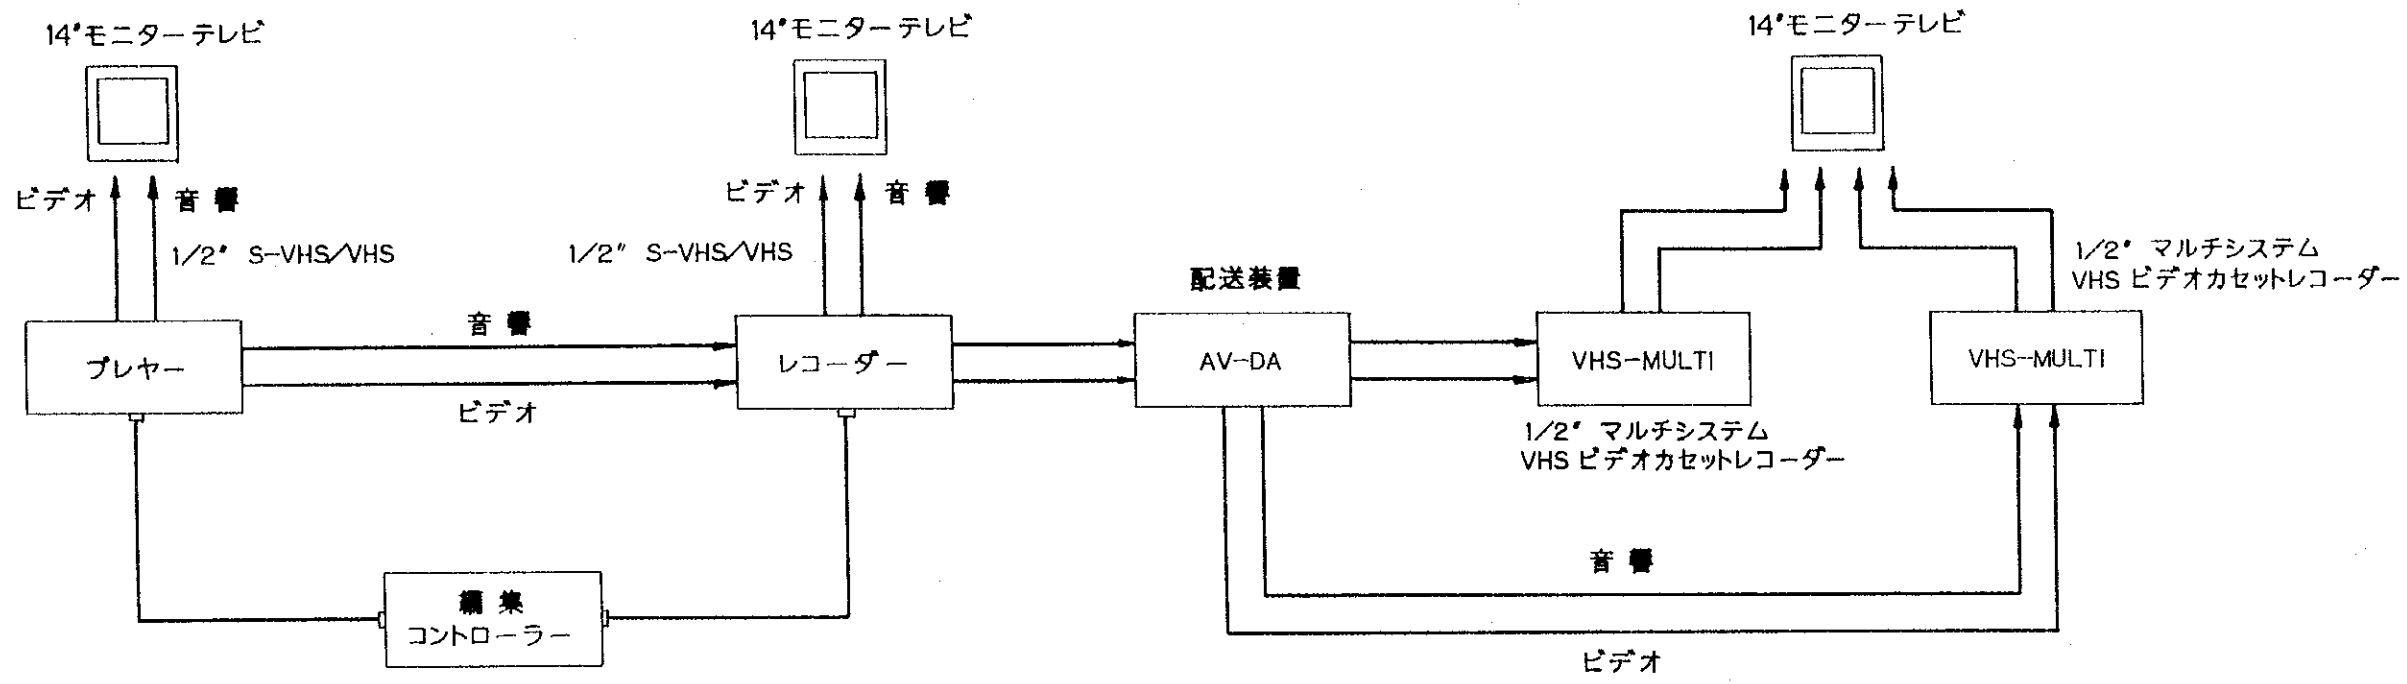 14"モニターテレビ
14"モニターテレビ
14"モニターテレビ
ビデオ
音響
ビデオ
音響
1/2" S-VHS/VHS
1/2" S-VHS/VHS
配送装置
1/2" マルチシステム
VHS ビデオカセットレコーダー
音響
プレヤー
レコーダー
AV-DA
VHS-MULTI
VHS-MULTI
ビデオ
1/2" マルチシステム
VHS ビデオカセットレコーダー
音響
編集
コントローラー
ビデオ